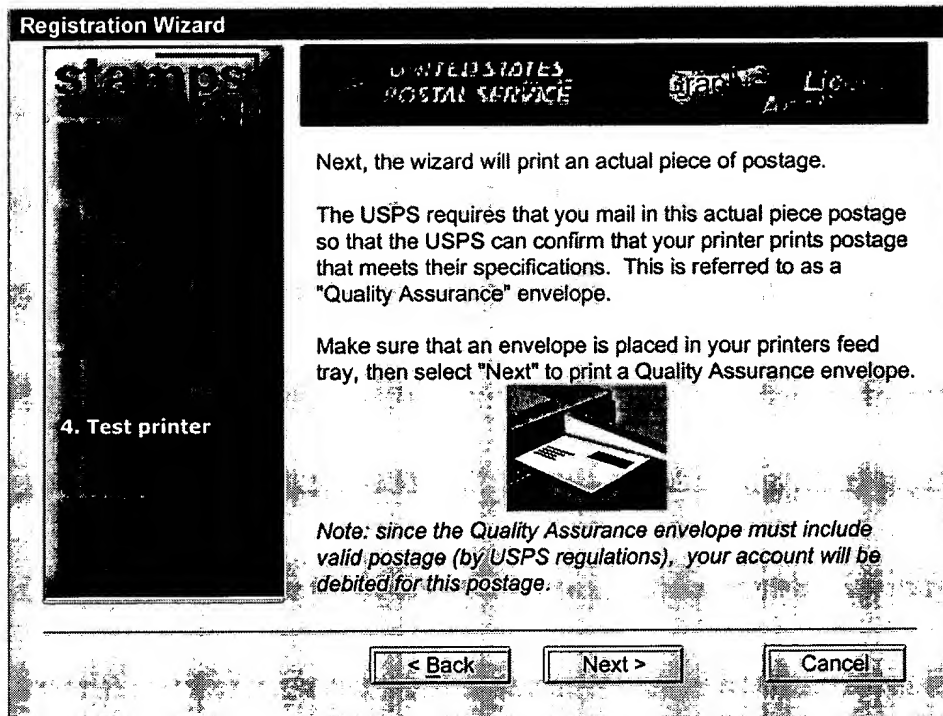 Registration Wizard
stamps
UNITED STATES
POSTAL SERVICE
Next, the wizard will print an actual piece of postage.
The USPS requires that you mail in this actual piece postage
so that the USPS can confirm that your printer prints postage
that meets their specifications. This is referred to as a
"Quality Assurance" envelope.
Make sure that an envelope is placed in your printers feed
tray, then select "Next" to print a Quality Assurance envelope.
4. Test printer
Note: since the Quality Assurance envelope must include
valid postage (by USPS regulations), your account will be
debited for this postage.
< Back
Next >
Cancel